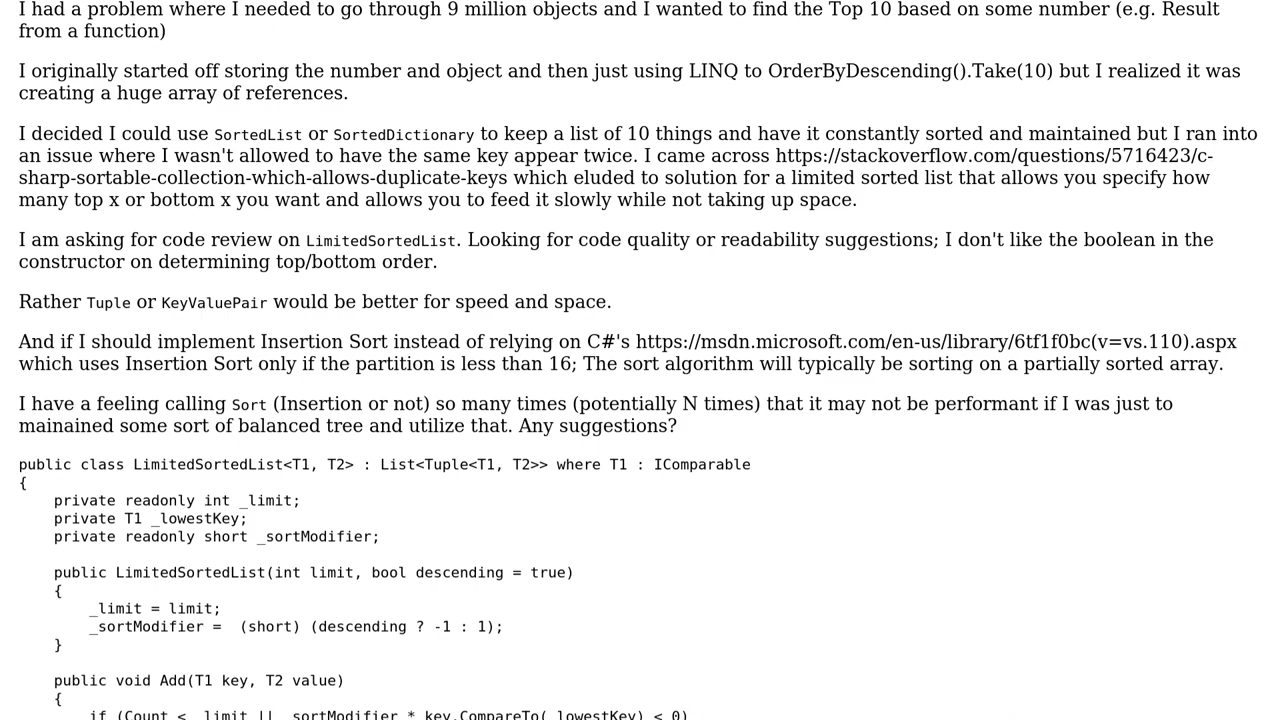 I had a problem where I needed to go through 9 million objects and I wanted to find the Top 10 based on some number (e.g. Result
from a function)
I originally started off storing the number and object and then just using LINQ to OrderByDescending().Take(10) but I realized it was
creating a huge array of references.
I decided I could use SortedList or SortedDictionary to keep a list of 10 things and have it constantly sorted and maintained but I ran into
an issue where I wasn't allowed to have the same key appear twice. I came across https://stackoverflow.com/questions/5716423/c-
sharp-sortable-collection-which-allows-duplicate-keys which eluded to solution for a limited sorted list that allows you specify how
many top x or bottom x you want and allows you to feed it slowly while not taking up space.
I am asking for code review on LimitedSortedList. Looking for code quality or readability suggestions; I don't like the boolean in the
constructor on determining top/bottom order.
Rather Tuple or KeyValuePair would be better for speed and space.
And if I should implement Insertion Sort instead of relying on C#'s https://msdn.microsoft.com/en-us/library/6tf1f0bc(v=vs.110).aspx
which uses Insertion Sort only if the partition is less than 16; The sort algorithm will typically be sorting on a partially sorted array.
I have a feeling calling Sort (Insertion or not) so many times (potentially N times) that it may not be performant if I was just to
mainained some sort of balanced tree and utilize that. Any suggestions?
public class LimitedSortedList<T1, T2> : List<Tuple<T1, T2>> where T1 : IComparable
{
    private readonly int _limit;
    private T1 _lowestKey;
    private readonly short _sortModifier;
    public LimitedSortedList(int limit, bool descending = true)
    {
        _limit = limit;
        _sortModifier =  (short) (descending ? -1 : 1);
    }
    public void Add(T1 key, T2 value)
    {
        if (Count < _limit || _sortModifier * key.CompareTo(_lowestKey) < 0)